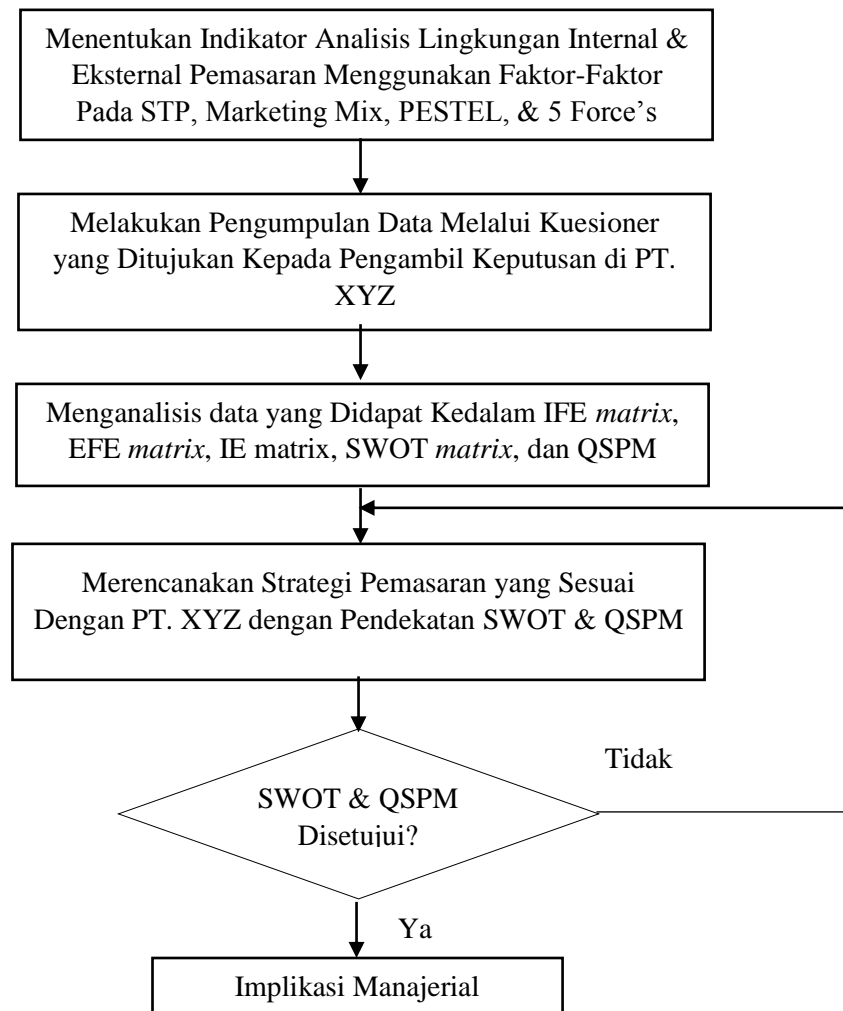 Menentukan Indikator Analisis Lingkungan Internal &
Eksternal Pemasaran Menggunakan Faktor-Faktor
Pada STP, Marketing Mix, PESTEL, & 5 Force's
Melakukan Pengumpulan Data Melalui Kuesioner
yang Ditujukan Kepada Pengambil Keputusan di PT.
XYZ
Menganalisis data yang Didapat Kedalam IFE matrix,
EFE matrix, IE matrix, SWOT matrix, dan QSPM
Merencanakan Strategi Pemasaran yang Sesuai
Dengan PT. XYZ dengan Pendekatan SWOT & QSPM
Tidak
SWOT & QSPM
Disetujui?
Ya
Implikasi Manajerial